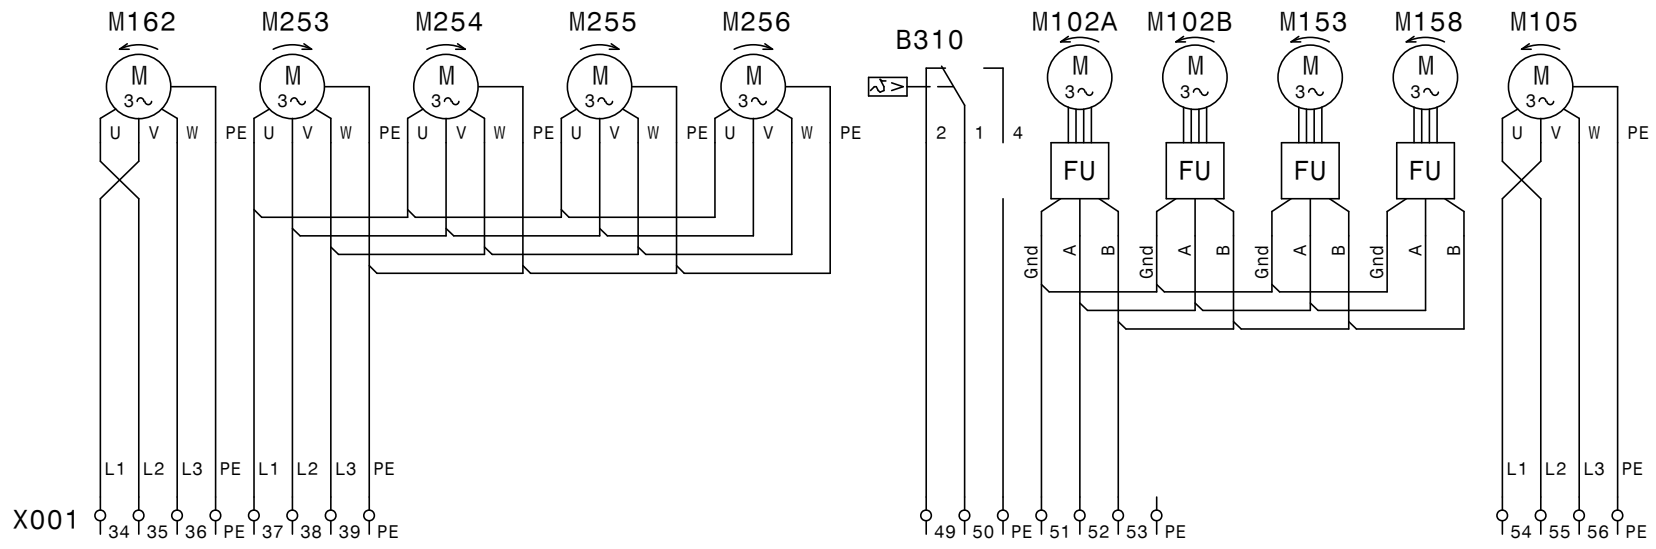 M162 M253 M254 M255 M256 B310 M102A M102B M153 M158 M105
M M M M M M M M M M
3~ 3~ 3~ 3~ 3~ 3~ 3~ 3~ 3~ 3~
U V W PE U V W PE U V W PE U V W PE U V W PE 2 1 4 U V W PE
FU FU FU FU
Gnd A B Gnd A B Gnd A B Gnd A B
L1 L2 L3 PE L1 L2 L3 PE L1 L2 L3 PE
X001 34 35 36 PE 37 38 39 PE 49 50 PE 51 52 53 PE 54 55 56 PE